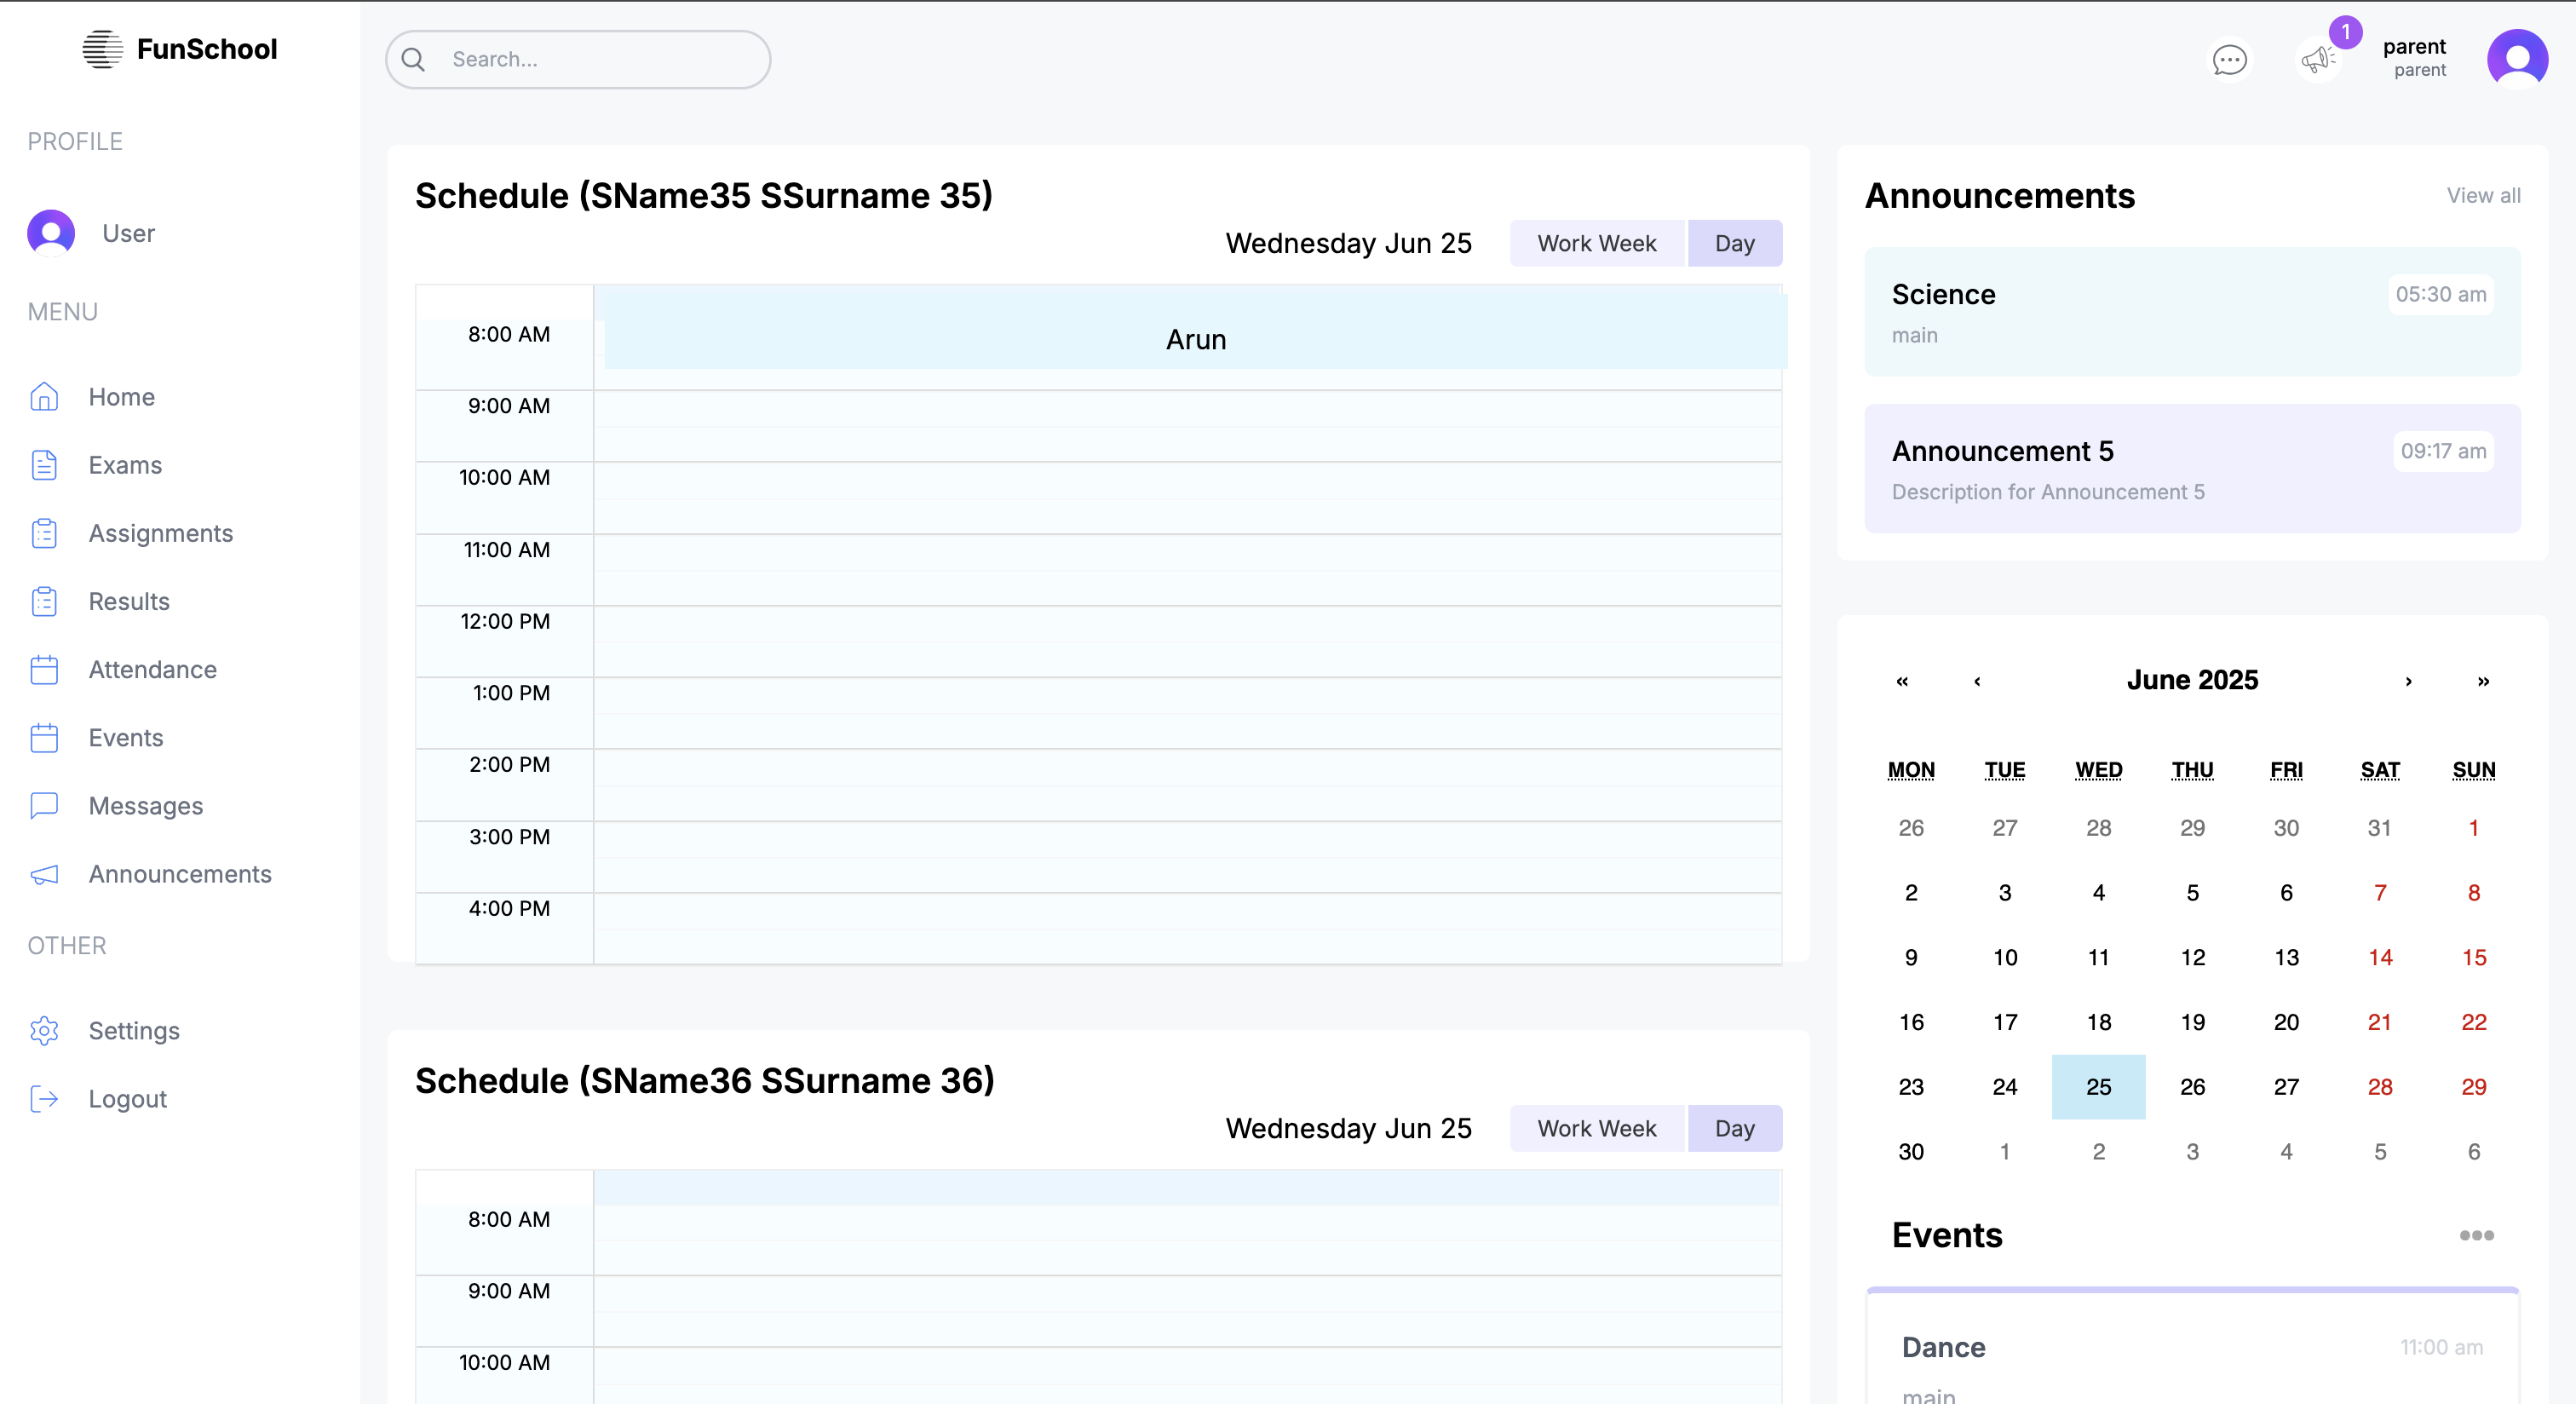 FunSchool
PROFILE
User
MENU
Home
Exams
Assignments
Results
Attendance
Events
Messages
Announcements
OTHER
Settings
Logout
Search...
1
parent
parent
Schedule (SName35 SSurname 35)
Wednesday Jun 25 Work Week Day
8:00 AM Arun
9:00 AM
10:00 AM
11:00 AM
12:00 PM
1:00 PM
2:00 PM
3:00 PM
4:00 PM
Schedule (SName36 SSurname 36)
Wednesday Jun 25 Work Week Day
8:00 AM
9:00 AM
10:00 AM
Announcements View all
Science 05:30 am
main
Announcement 5 09:17 am
Description for Announcement 5
« ‹ June 2025 › »
MON TUE WED THU FRI SAT SUN
26 27 28 29 30 31 1
2 3 4 5 6 7 8
9 10 11 12 13 14 15
16 17 18 19 20 21 22
23 24 25 26 27 28 29
30 1 2 3 4 5 6
Events
Dance 11:00 am
main